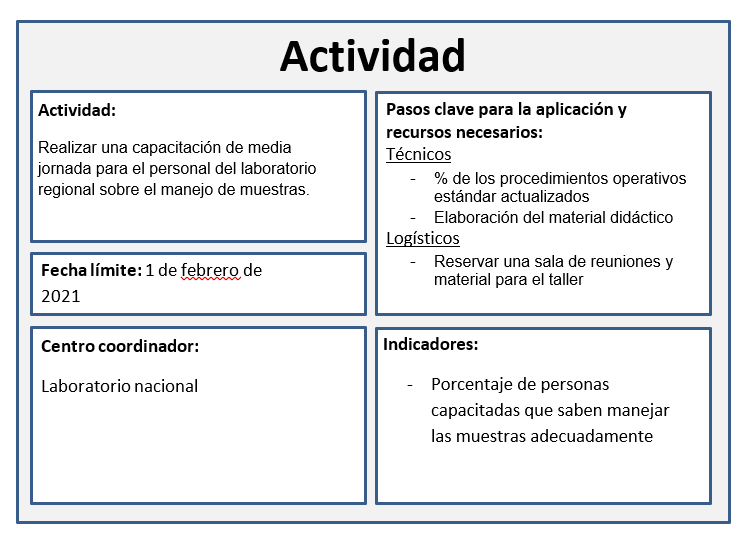 Actividad
Actividad:
Realizar una capacitación de media
jornada para el personal del laboratorio
regional sobre el manejo de muestras.
Fecha límite: 1 de febrero de
2021
Centro coordinador:
Laboratorio nacional
Pasos clave para la aplicación y
recursos necesarios:
Técnicos
- % de los procedimientos operativos
estándar actualizados
- Elaboración del material didáctico
Logísticos
- Reservar una sala de reuniones y
material para el taller
Indicadores:
- Porcentaje de personas
capacitadas que saben manejar
las muestras adecuadamente